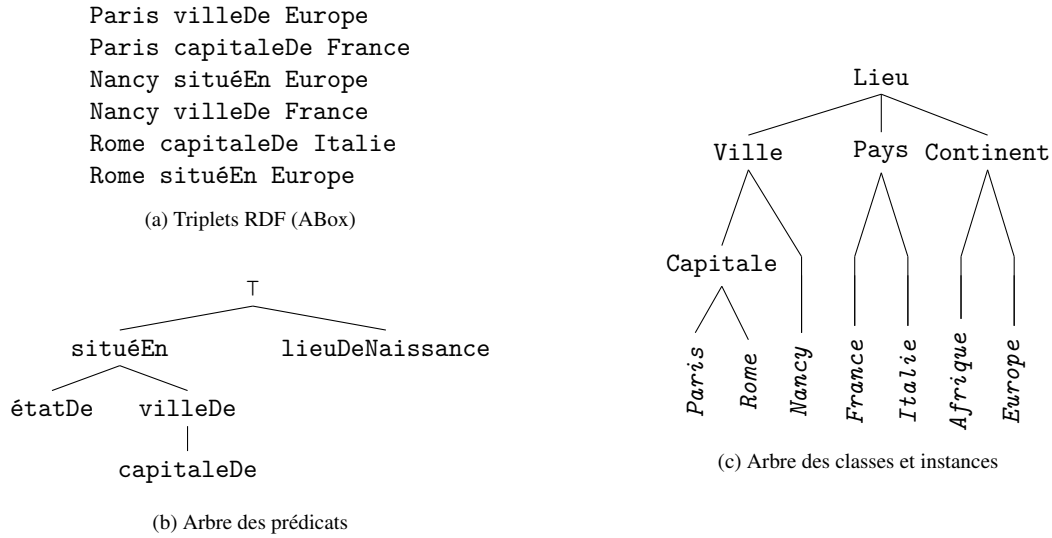 Paris villeDe Europe
Paris capitaleDe France
Nancy situéEn Europe
Nancy villeDe France
Rome capitaleDe Italie
Rome situéEn Europe
(a) Triplets RDF (ABox)
⊤
situéEn lieuDeNaissance
étatDe villeDe
capitaleDe
(b) Arbre des prédicats
Lieu
Ville Pays Continent
Capitale
Paris Rome Nancy France Italie Afrique Europe
(c) Arbre des classes et instances